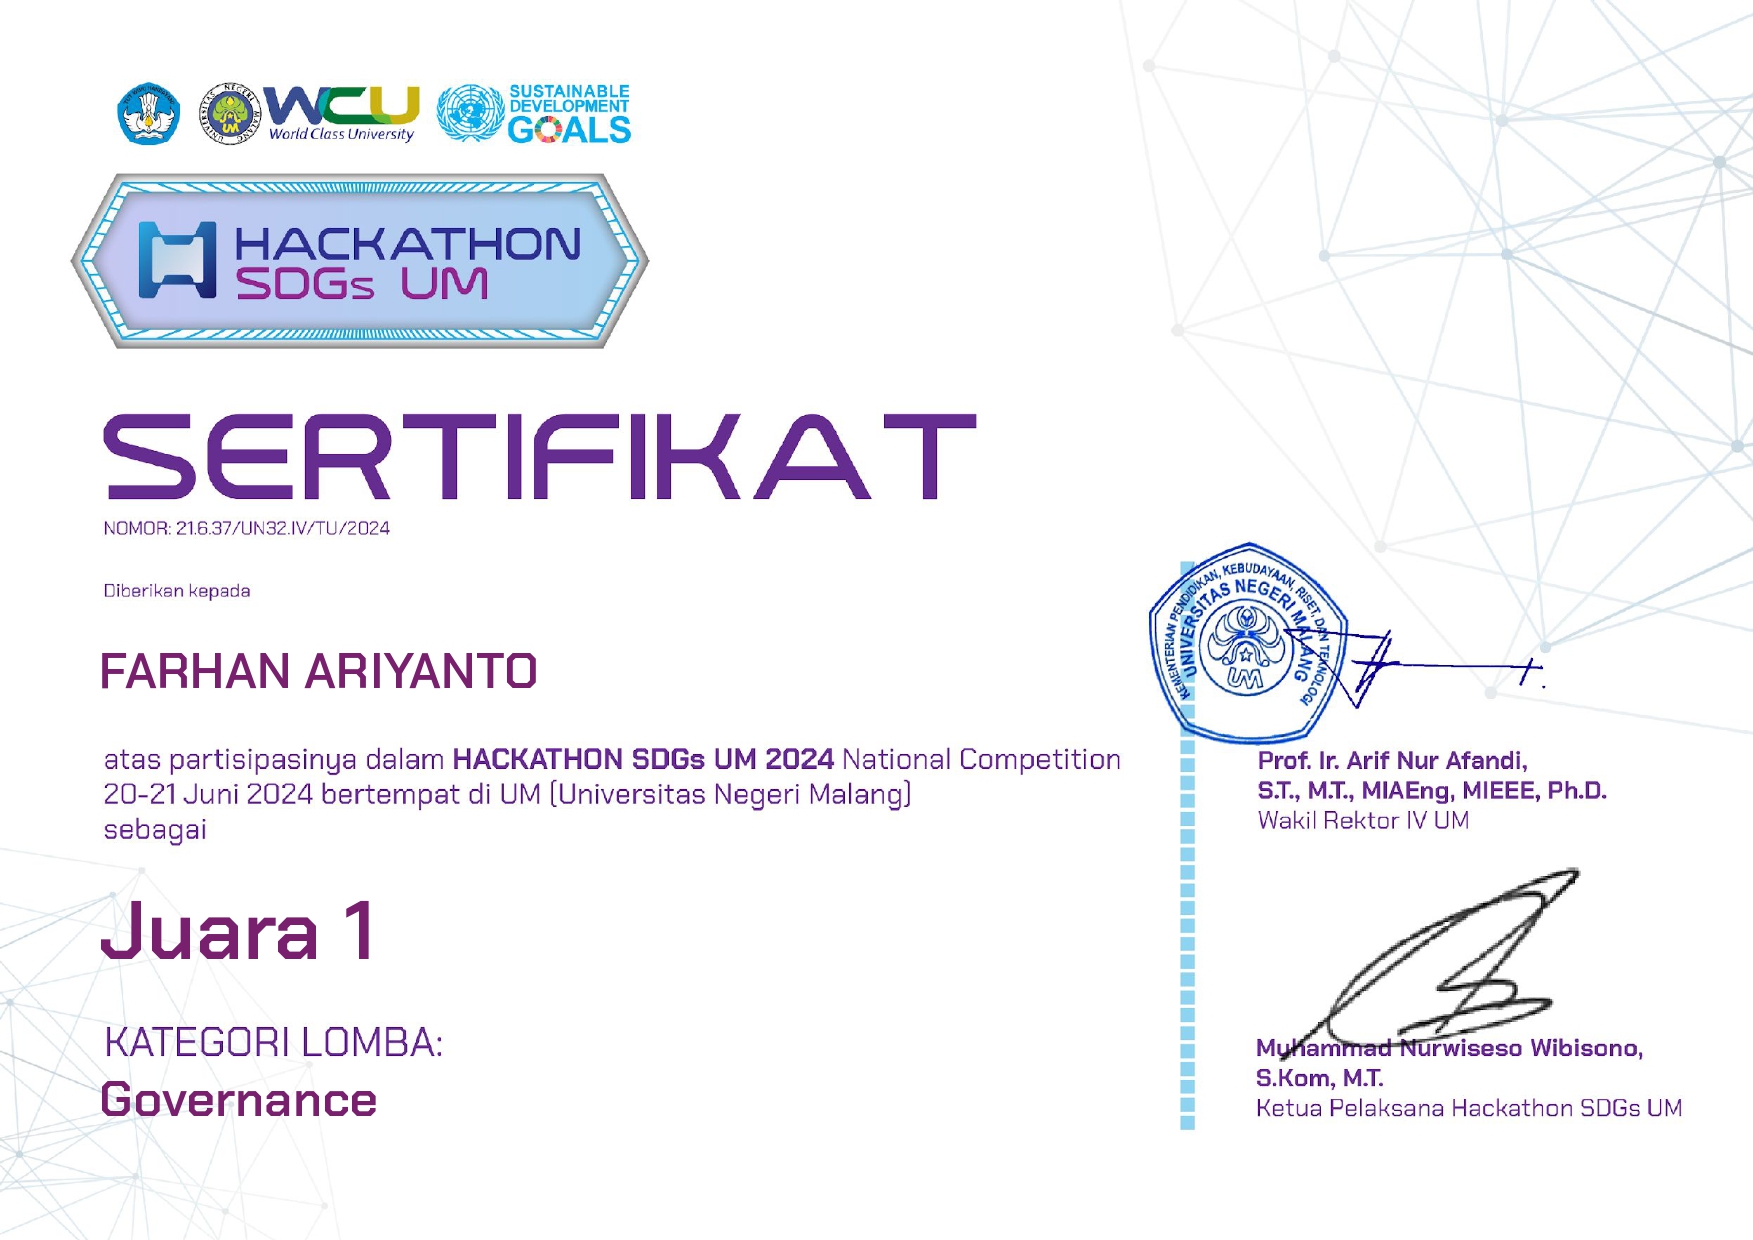 WCU
World Class University
SUSTAINABLE
DEVELOPMENT
GOALS
HACKATHON
SDGs UM
SERTIFIKAT
NOMOR: 21.6.37/UN32.IV/TU/2024
Diberikan kepada
FARHAN ARIYANTO
atas partisipasinya dalam HACKATHON SDGs UM 2024 National Competition
20-21 Juni 2024 bertempat di UM (Universitas Negeri Malang)
sebagai
Juara 1
KATEGORI LOMBA:
Governance
KEMENTERIAN PENDIDIKAN, KEBUDAYAAN, RISET, DAN TEKNOLOGI
UNIVERSITAS NEGERI MALANG
UM
Prof. Ir. Arif Nur Afandi,
S.T., M.T., MIAEng, MIEEE, Ph.D.
Wakil Rektor IV UM
Muhammad Nurwiseso Wibisono,
S.Kom, M.T.
Ketua Pelaksana Hackathon SDGs UM